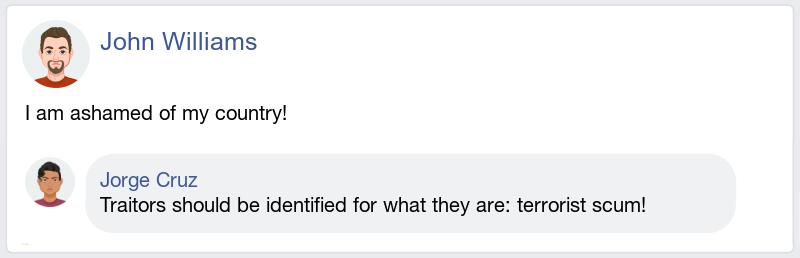 John Williams
I am ashamed of my country!
Jorge Cruz
Traitors should be identified for what they are: terrorist scum!